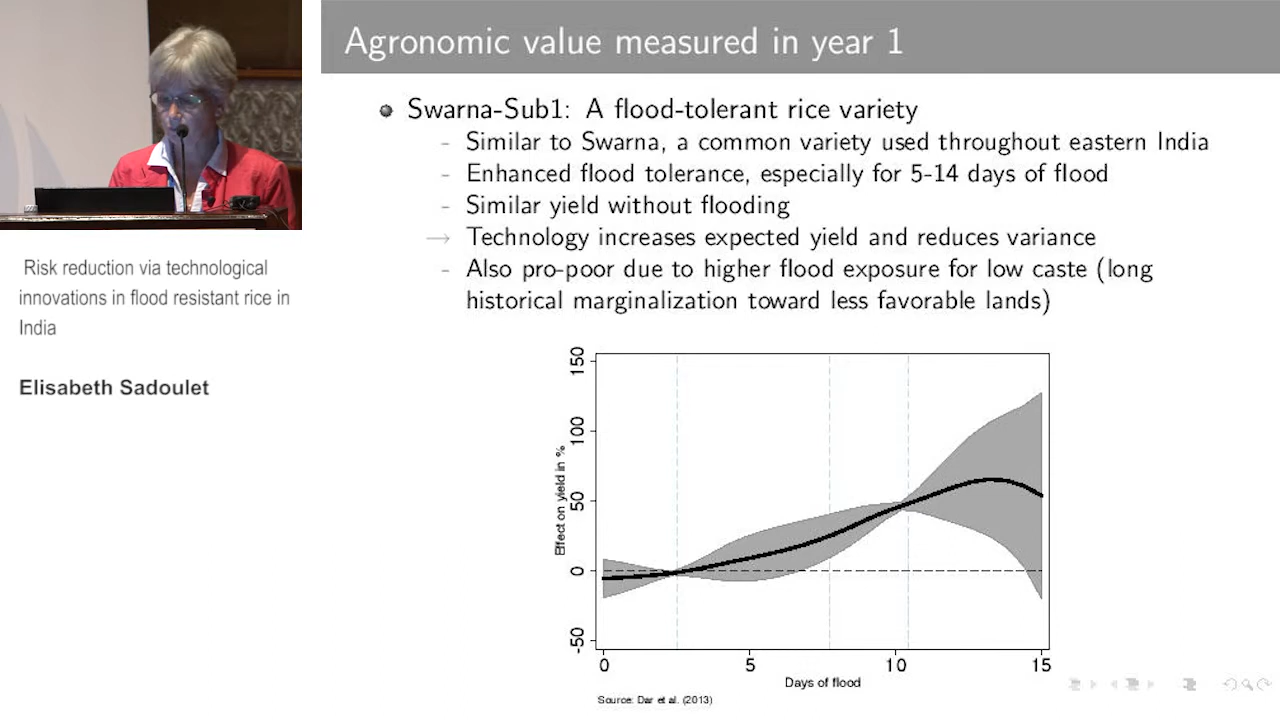 Agronomic value measured in year 1
Swarna-Sub1: A flood-tolerant rice variety
- Similar to Swarna, a common variety used throughout eastern India
- Enhanced flood tolerance, especially for 5-14 days of flood
- Similar yield without flooding
→ Technology increases expected yield and reduces variance
- Also pro-poor due to higher flood exposure for low caste (long
historical marginalization toward less favorable lands)
Risk reduction via technological
innovations in flood resistant rice in
India
Elisabeth Sadoulet
Effect on yield in %
150
100
50
0
-50
0 5 10 15
Days of flood
Source: Dar et al. (2013)